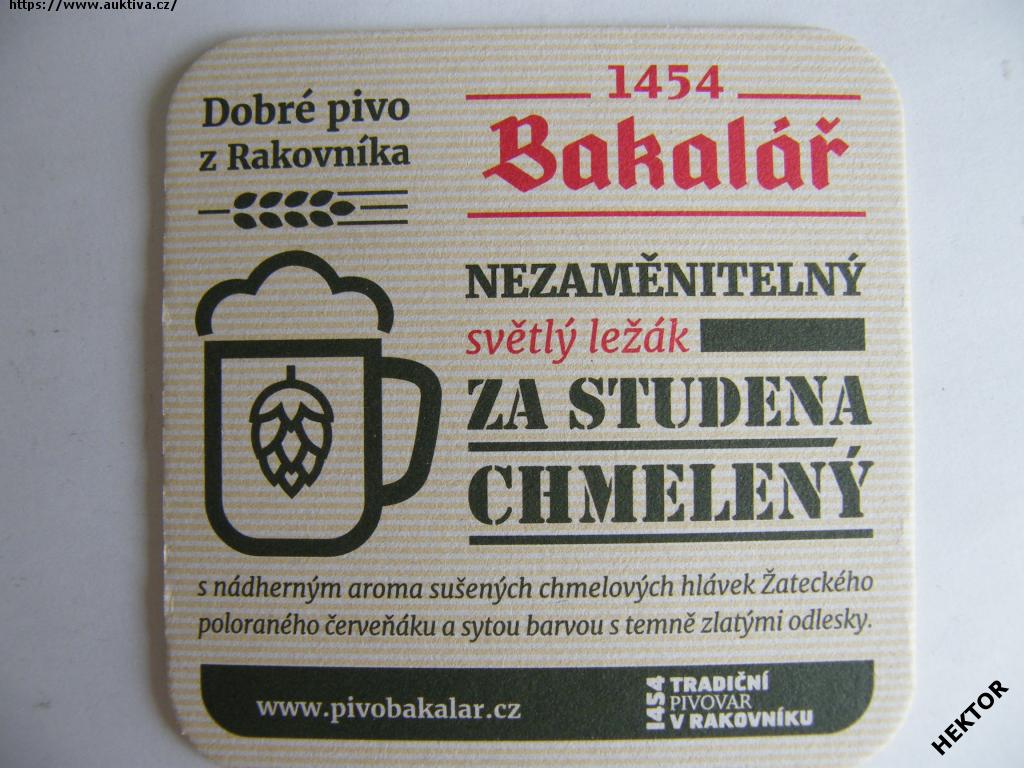 https://www.auktiva.cz/
Dobré pivo
z Rakovníka
1454
Bakalář
NEZAMĚNITELNÝ
světlý ležák
ZA STUDENA
CHMELENÝ
s nádherným aroma sušených chmelových hlávek Žateckého
poloraného červeňáku a sytou barvou s temně zlatými odlesky.
www.pivobakalar.cz
1454
TRADIČNÍ
PIVOVAR
V RAKOVNÍKU
HEKTOR